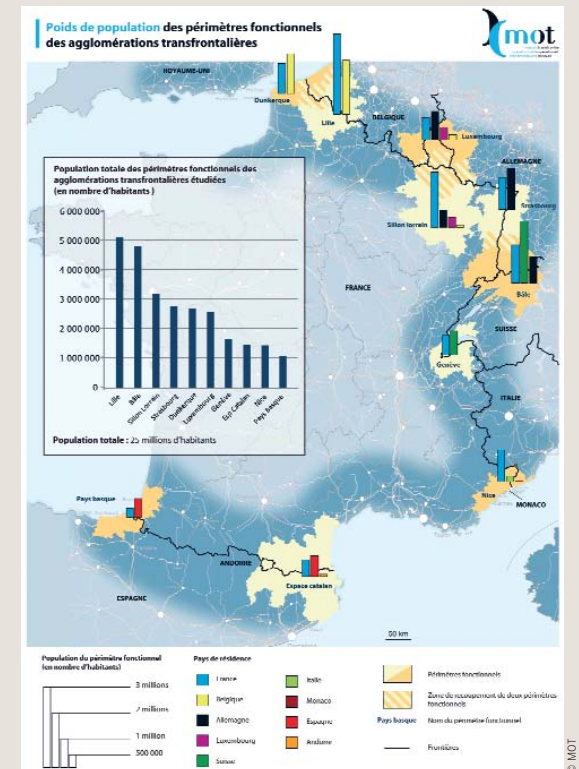 Poids de population des périmètres fonctionnels
des agglomérations transfrontalières
mot
ROYAUME-UNI
Dunkerque
Lille
BELGIQUE
Luxembourg
ALLEMAGNE
Strasbourg
Sillon lorrain
Bâle
FRANCE
SUISSE
Genève
ITALIE
Nice
MONACO
Pays basque
ANDORRE
Espace catalan
ESPAGNE
50 km
Population totale des périmètres fonctionnels des
agglomérations transfrontalières étudiées
(en nombre d'habitants)
6 000 000
5 000 000
4 000 000
3 000 000
2 000 000
1 000 000
0
Lille
Bâle
Sillon Lorrain
Strasbourg
Dunkerque
Luxembourg
Genève
Esp Catalan
Nice
Pays Basque
Population totale : 25 millions d'habitants
Population du périmètre fonctionnel
(en nombre d'habitants)
3 millions
2 millions
1 million
500 000
Pays de résidence
France
Belgique
Allemagne
Luxembourg
Suisse
Italie
Monaco
Espagne
Andorre
Périmètres fonctionnels
Zone de recoupement de deux périmètres
fonctionnels
Pays basque Nom du périmètre fonctionnel
Frontières
© MOT